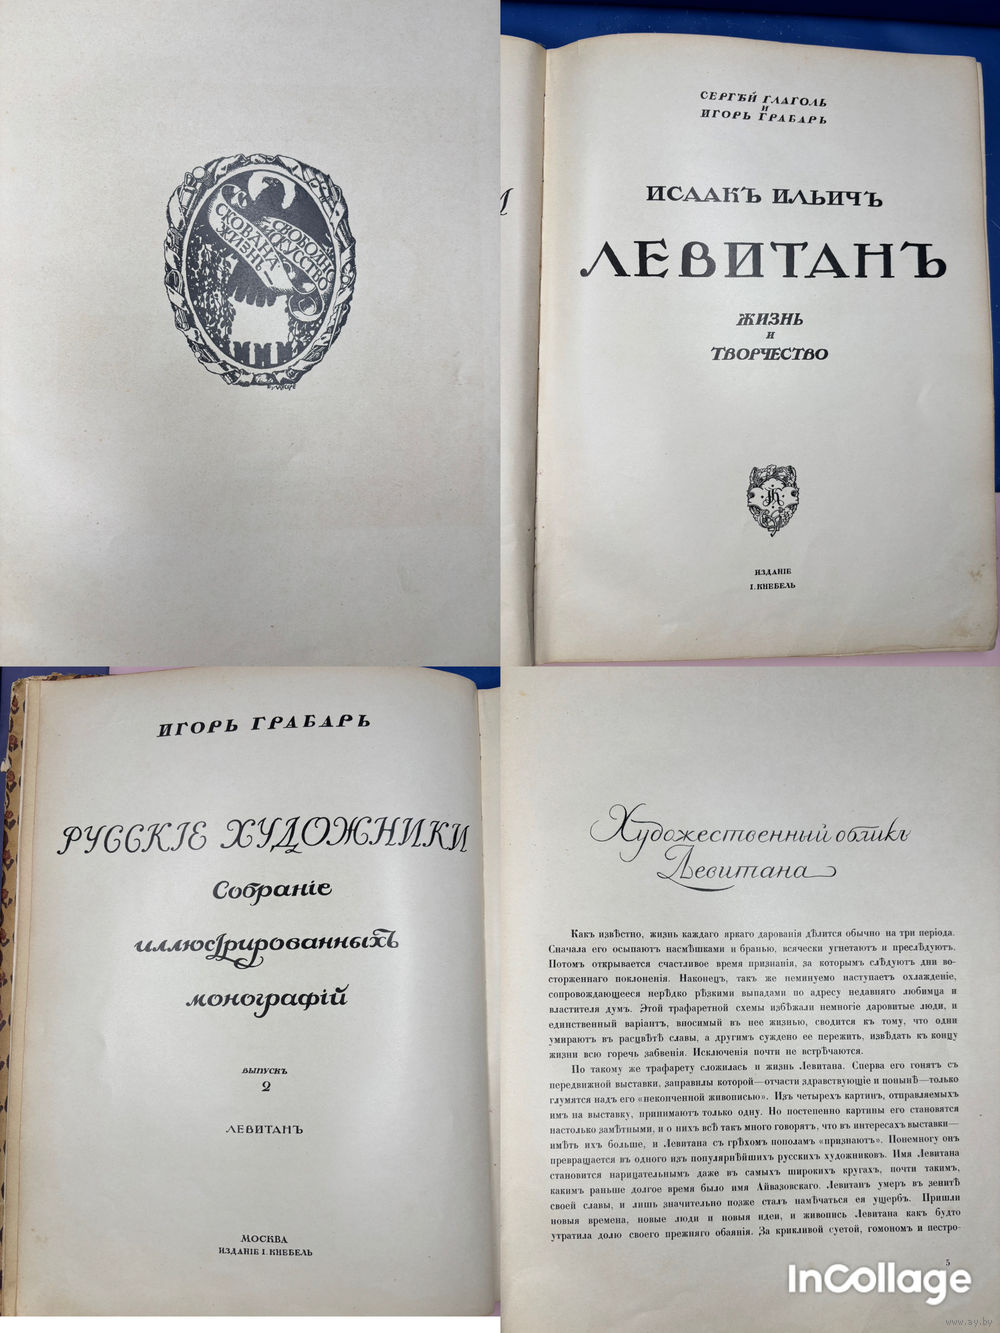 СВОБОДНО
ИСКУССТВО
СКОВАНА
ЖИЗНЬ
СЕРГѢЙ ГЛАГОЛЬ
И
ИГОРЬ ГРАБАРЬ
ИСААКЪ ИЛЬИЧЪ
ЛЕВИТАНЪ
ЖИЗНЬ
И
ТВОРЧЕСТВО
ИЗДАНІЕ
І. КНЕБЕЛЬ
ИГОРЬ ГРАБАРЬ
РУССКІЕ ХУДОЖНИКИ
Собраніе
иллюстрированныхъ
монографій
ВЫПУСКЪ
2
ЛЕВИТАНЪ
МОСКВА
ИЗДАНІЕ І. КНЕБЕЛЬ
Художественный обликъ
Левитана
Какъ извѣстно, жизнь каждаго яркаго дарованія дѣлится обычно на три періода.
Сначала его осыпаютъ насмѣшками и бранью, всячески угнетаютъ и преслѣдуютъ.
Потомъ открывается счастливое время признанія, за которымъ слѣдуютъ дни во-
сторженнаго поклоненія. Наконецъ, такъ же неминуемо наступаетъ охлажденіе,
сопровождающееся нерѣдко рѣзкими выпадами по адресу недавняго любимца и
властителя думъ. Этой трафаретной схемы избѣжали немногіе даровитые люди, и
единственный варіантъ, вносимый въ нее жизнью, сводится къ тому, что одни
умираютъ въ расцвѣтѣ славы, а другимъ суждено ее пережить, извѣдать къ концу
жизни всю горечь забвенія. Исключенія почти не встрѣчаются.
По такому же трафарету сложилась и жизнь Левитана. Сперва его гонятъ съ
передвижной выставки, заправилы которой—отчасти здравствующіе и понынѣ—только
глумятся надъ его «неконченной живописью». Изъ четырехъ картинъ, отправляемыхъ
имъ на выставку, принимаютъ только одну. Но постепенно картины его становятся
настолько замѣтными, и о нихъ всѣ такъ много говорятъ, что въ интересахъ выставки—
имѣть ихъ больше, и Левитана съ грѣхомъ пополамъ «признаютъ». Понемногу онъ
превращается въ одного изъ популярнѣйшихъ русскихъ художниковъ. Имя Левитана
становится нарицательнымъ даже въ самыхъ широкихъ кругахъ, почти такимъ,
какимъ раньше долгое время было имя Айвазовскаго. Левитанъ умеръ въ зенитѣ
своей славы, и лишь значительно позже сталъ намѣчаться ея ущербъ. Пришли
новыя времена, новые люди и новыя идеи, и живопись Левитана какъ будто
утратила долю своего прежняго обаянія. За крикливой суетой, гомономъ и пестро-
5
InCollage
www.ay.by